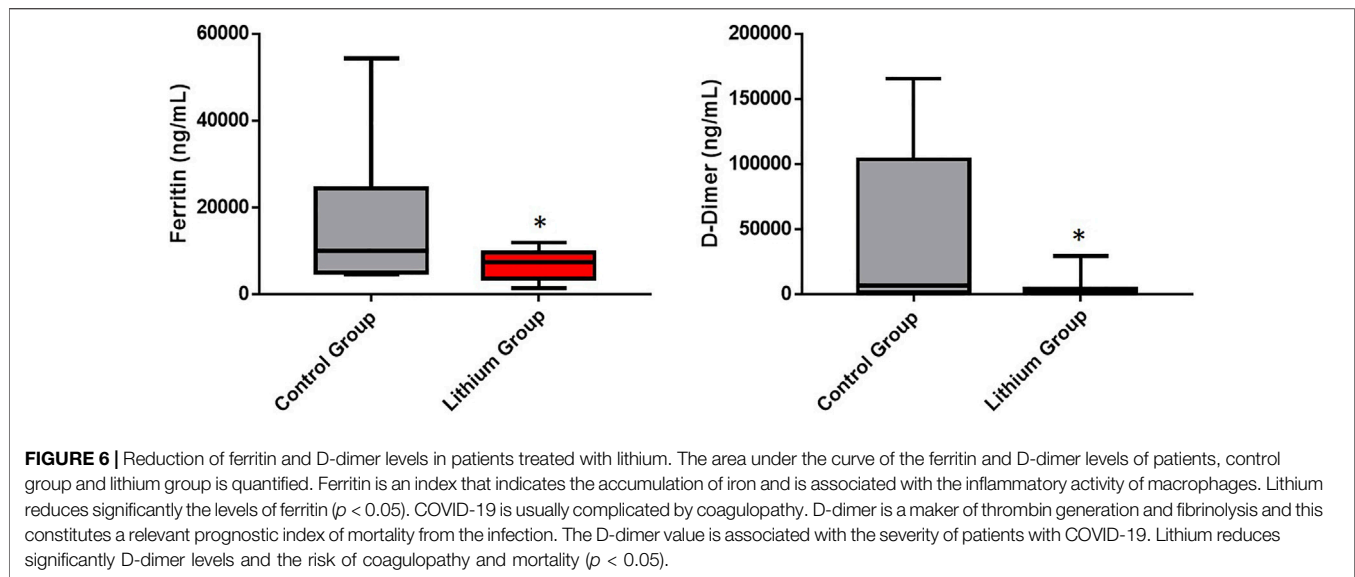 60000
40000
20000
0
Ferritin (ng/mL)
*
Control Group
Lithium Group
200000
150000
100000
50000
0
D-Dimer (ng/mL)
*
Control Group
Lithium Group
FIGURE 6 | Reduction of ferritin and D-dimer levels in patients treated with lithium. The area under the curve of the ferritin and D-dimer levels of patients, control
group and lithium group is quantified. Ferritin is an index that indicates the accumulation of iron and is associated with the inflammatory activity of macrophages. Lithium
reduces significantly the levels of ferritin (p < 0.05). COVID-19 is usually complicated by coagulopathy. D-dimer is a maker of thrombin generation and fibrinolysis and this
constitutes a relevant prognostic index of mortality from the infection. The D-dimer value is associated with the severity of patients with COVID-19. Lithium reduces
significantly D-dimer levels and the risk of coagulopathy and mortality (p < 0.05).